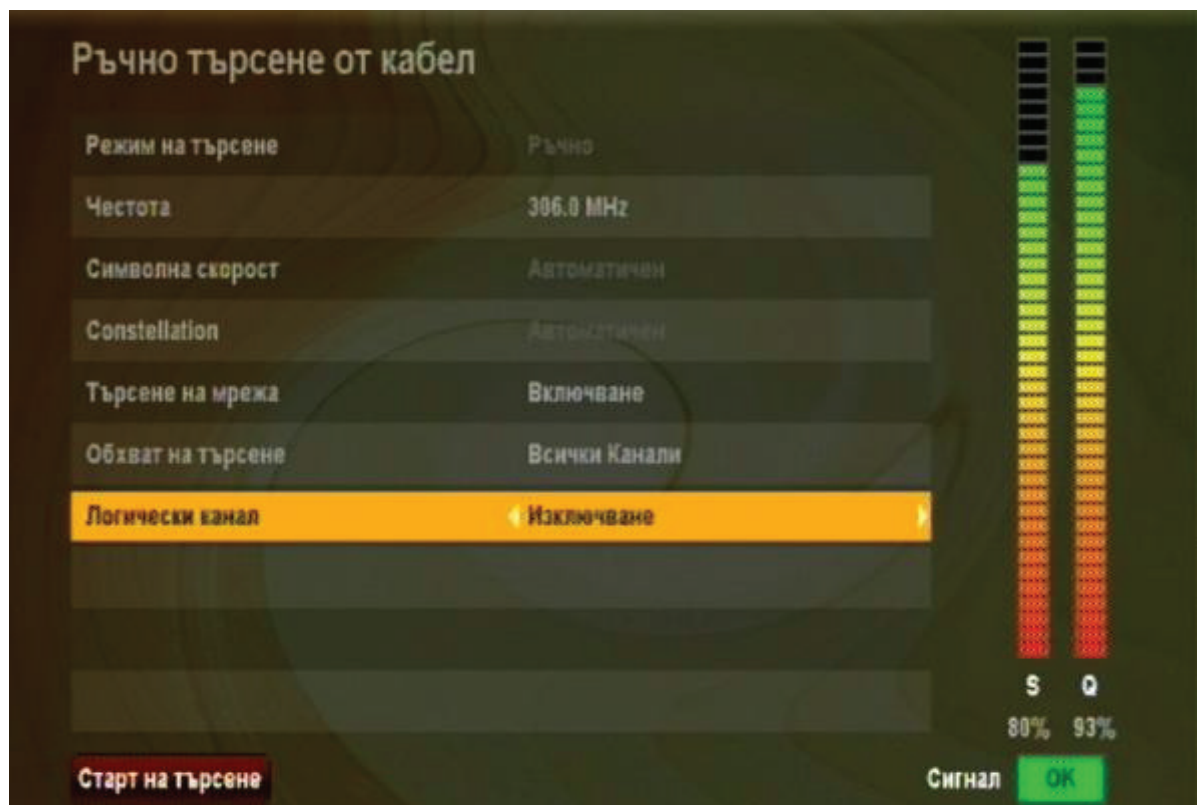 Ръчно търсене от кабел
Режим на търсене Ръчно
Честота 306.0 MHz
Символна скорост Автоматичен
Constellation Автоматичен
Търсене на мрежа Включване
Обхват на търсене Всички Канали
Логически канал Изключване
S Q
80% 93%
Старт на търсене Сигнал OK